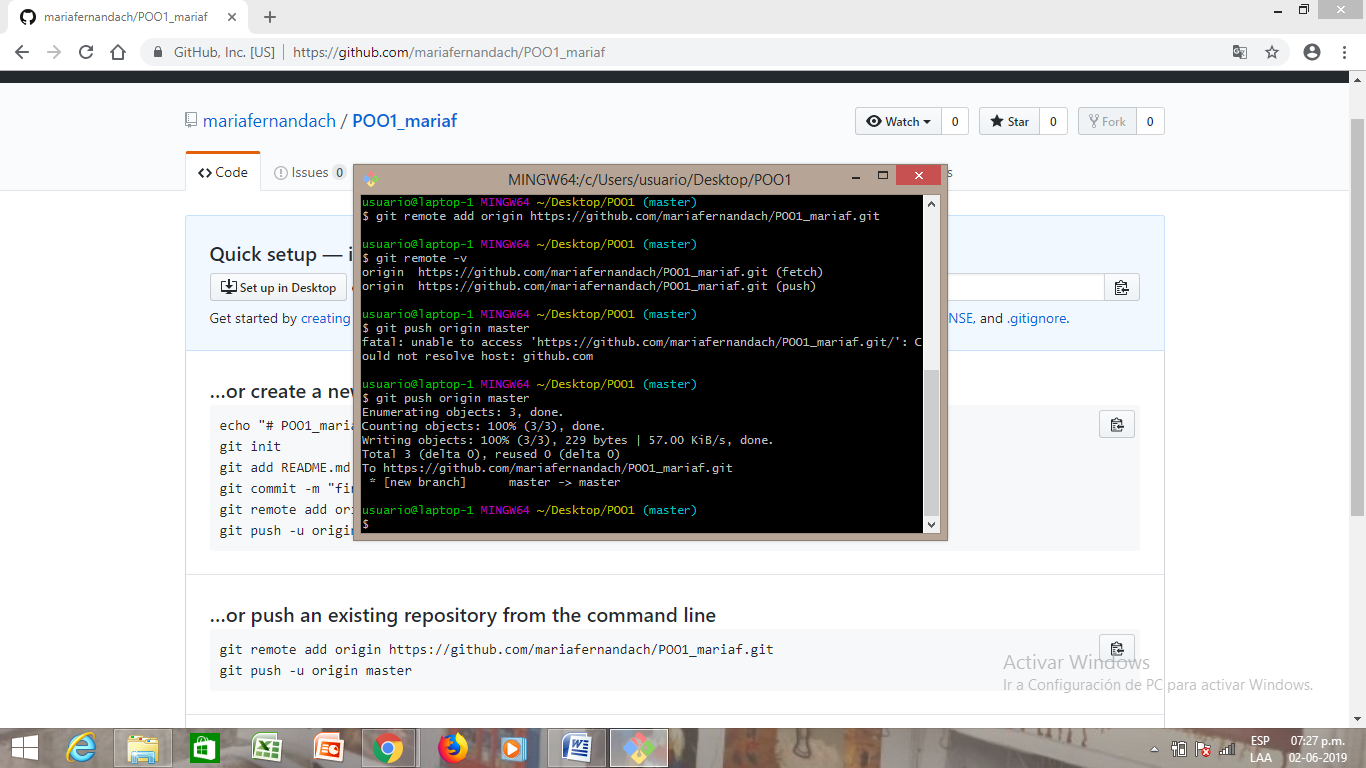 mariafernandach/POO1_mariaf
GitHub, Inc. [US] | https://github.com/mariafernandach/POO1_mariaf
mariafernandach / POO1_mariaf
Watch 0 Star 0 Fork 0
<> Code Issues 0
Quick setup —
Set up in Desktop
Get started by creating NSE, and .gitignore.
MINGW64:/c/Users/usuario/Desktop/POO1
usuario@laptop-1 MINGW64 ~/Desktop/POO1 (master)
$ git remote add origin https://github.com/mariafernandach/POO1_mariaf.git
usuario@laptop-1 MINGW64 ~/Desktop/POO1 (master)
$ git remote -v
origin  https://github.com/mariafernandach/POO1_mariaf.git (fetch)
origin  https://github.com/mariafernandach/POO1_mariaf.git (push)
usuario@laptop-1 MINGW64 ~/Desktop/POO1 (master)
$ git push origin master
fatal: unable to access 'https://github.com/mariafernandach/POO1_mariaf.git/': C
ould not resolve host: github.com
usuario@laptop-1 MINGW64 ~/Desktop/POO1 (master)
$ git push origin master
Enumerating objects: 3, done.
Counting objects: 100% (3/3), done.
Writing objects: 100% (3/3), 229 bytes | 57.00 KiB/s, done.
Total 3 (delta 0), reused 0 (delta 0)
To https://github.com/mariafernandach/POO1_mariaf.git
 * [new branch]      master -> master
usuario@laptop-1 MINGW64 ~/Desktop/POO1 (master)
$
...or create a nev
echo "# POO1_maria
git init
git add README.md
git commit -m "fir
git remote add ori
git push -u origin
...or push an existing repository from the command line
git remote add origin https://github.com/mariafernandach/POO1_mariaf.git
git push -u origin master
Activar Windows
Ir a Configuración de PC para activar Windows.
ESP 07:27 p.m.
LAA 02-06-2019